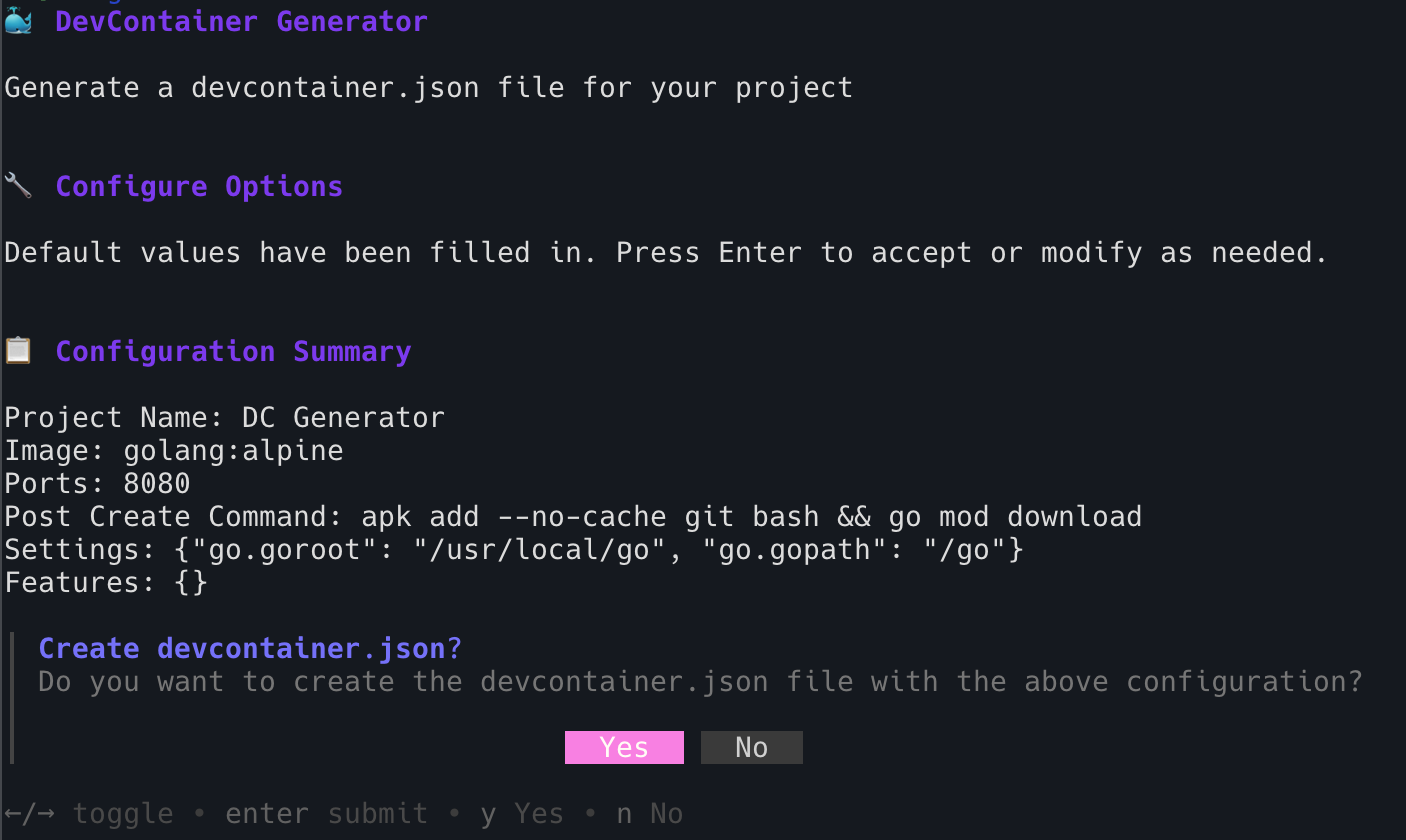 DevContainer Generator
Generate a devcontainer.json file for your project
Configure Options
Default values have been filled in. Press Enter to accept or modify as needed.
Configuration Summary
Project Name: DC Generator
Image: golang:alpine
Ports: 8080
Post Create Command: apk add --no-cache git bash && go mod download
Settings: {"go.goroot": "/usr/local/go", "go.gopath": "/go"}
Features: {}
Create devcontainer.json?
Do you want to create the devcontainer.json file with the above configuration?
Yes No
←/→ toggle • enter submit • y Yes • n No